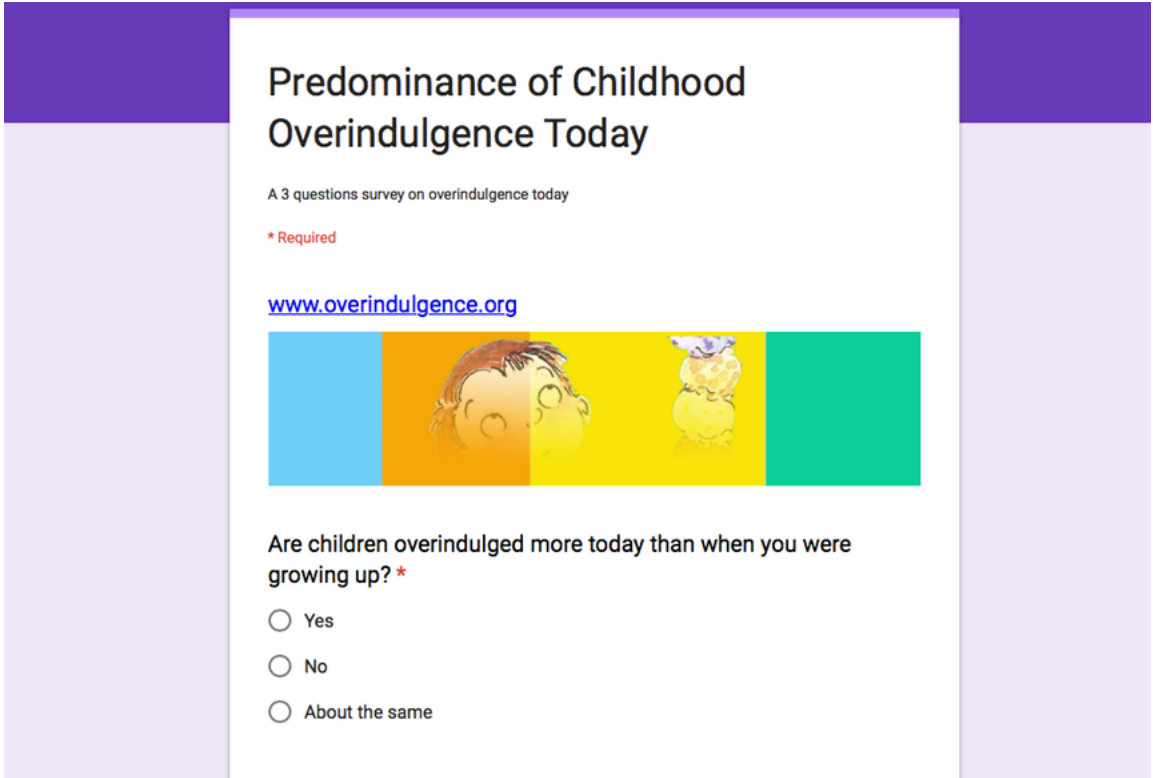 Predominance of Childhood
Overindulgence Today
A 3 questions survey on overindulgence today
* Required
www.overindulgence.org
Are children overindulged more today than when you were
growing up? *
Yes
No
About the same